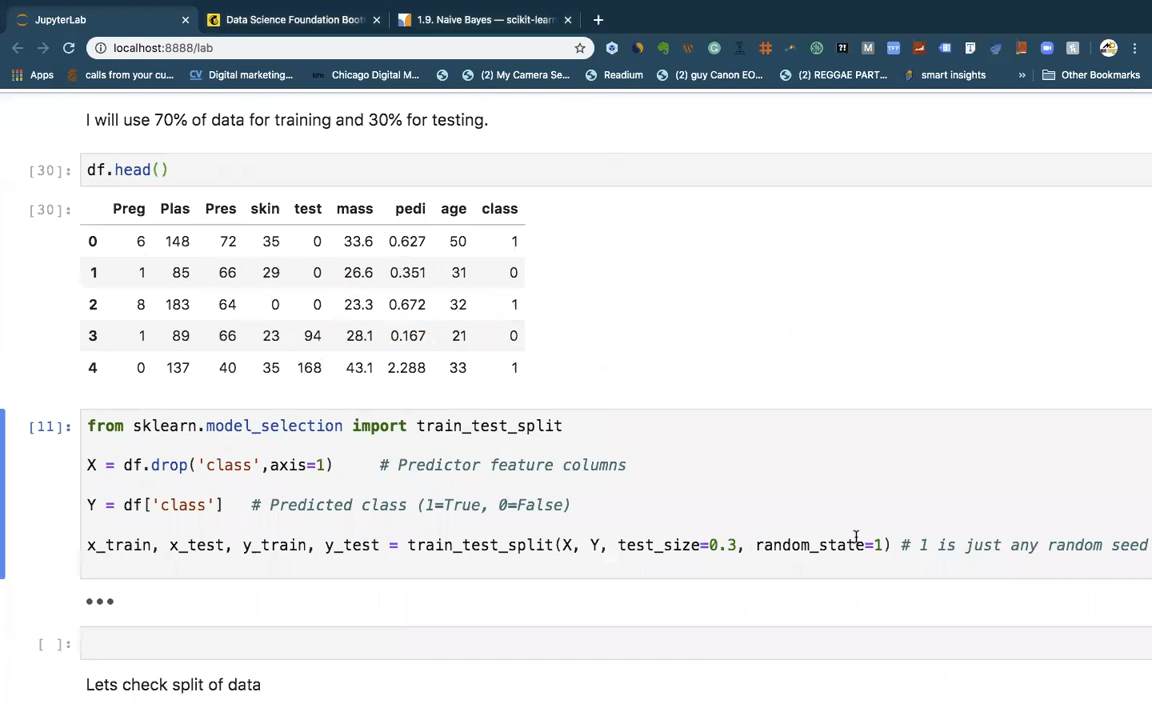 JupyterLab × Data Science Foundation Boot × 1.9. Naive Bayes — scikit-learn × +
localhost:8888/lab
Apps calls from your cu... CV Digital marketing... Chicago Digital M... (2) My Camera Se... Readium (2) guy Canon EO... (2) REGGAE PART... smart insights » Other Bookmarks
I will use 70% of data for training and 30% for testing.
[30]: df.head()
[30]: Preg Plas Pres skin test mass pedi age class
0 6 148 72 35 0 33.6 0.627 50 1
1 1 85 66 29 0 26.6 0.351 31 0
2 8 183 64 0 0 23.3 0.672 32 1
3 1 89 66 23 94 28.1 0.167 21 0
4 0 137 40 35 168 43.1 2.288 33 1
[11]: from sklearn.model_selection import train_test_split
X = df.drop('class',axis=1) # Predictor feature columns
Y = df['class'] # Predicted class (1=True, 0=False)
x_train, x_test, y_train, y_test = train_test_split(X, Y, test_size=0.3, random_state=1) # 1 is just any random seed
•••
[ ]:
Lets check split of data